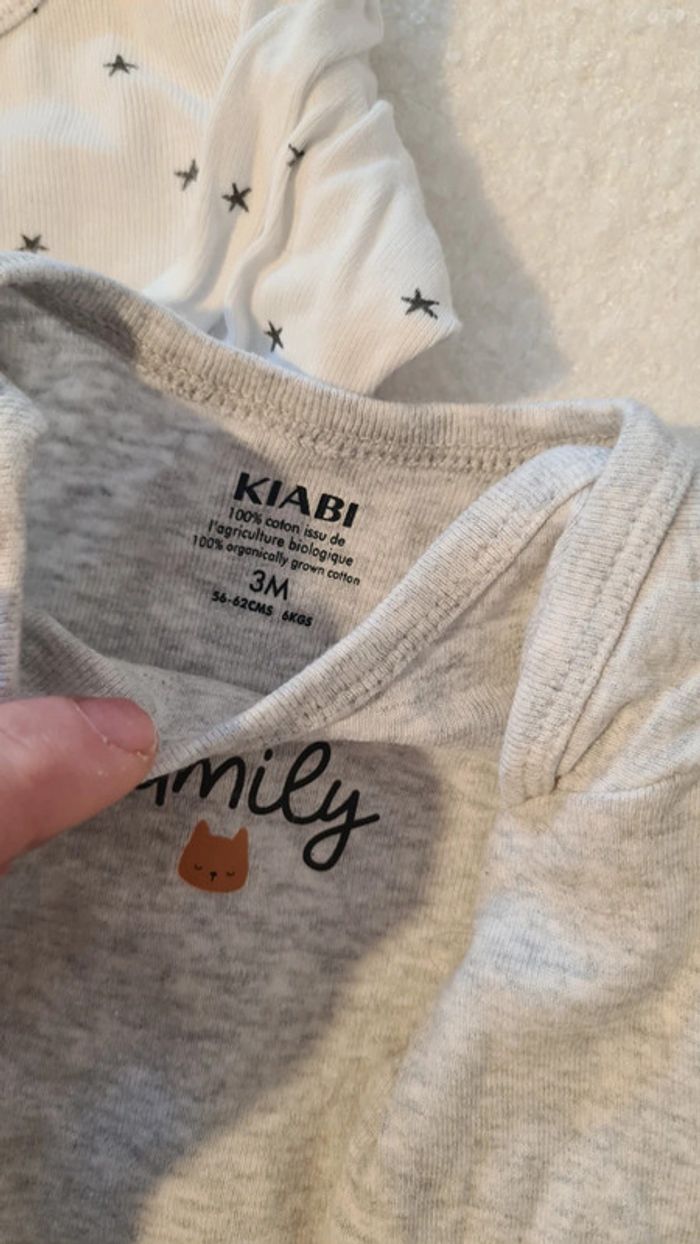 KIABI
100% coton issu de
l'agriculture biologique
100% organically grown cotton
3M
56-62CMS 6KGS
mily